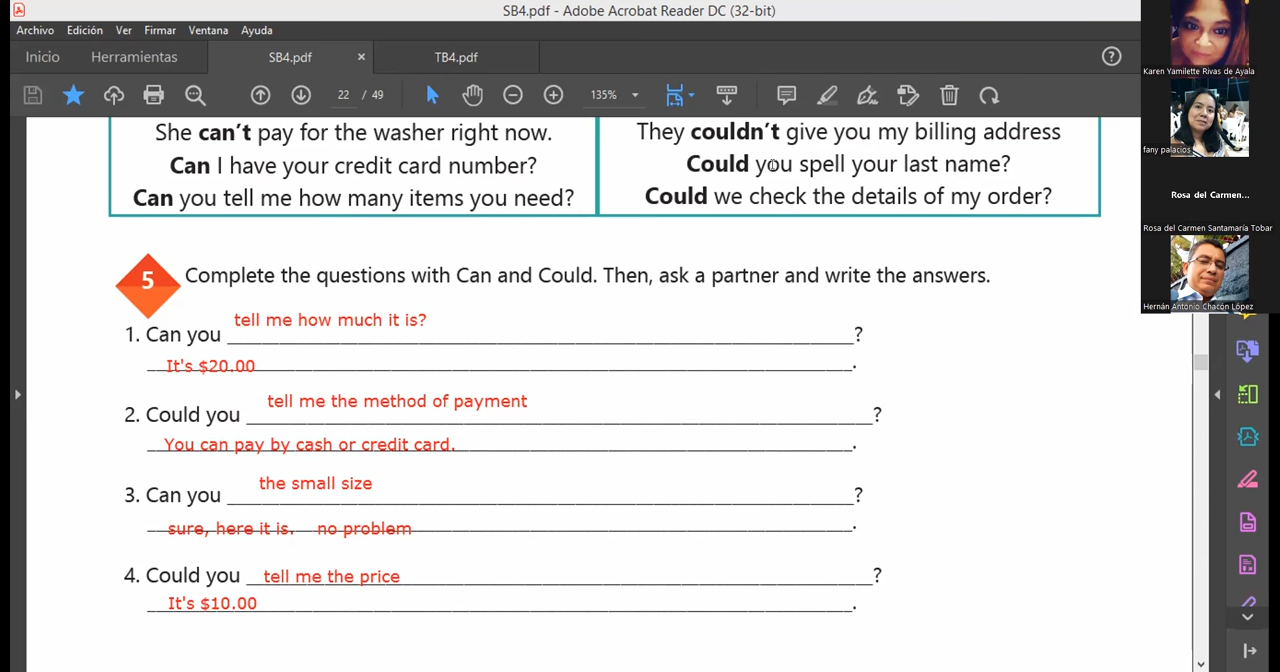 SB4.pdf - Adobe Acrobat Reader DC (32-bit)
Archivo Edición Ver Firmar Ventana Ayuda
Inicio Herramientas SB4.pdf × TB4.pdf
22 / 49 135%
She can't pay for the washer right now.
Can I have your credit card number?
Can you tell me how many items you need?
They couldn't give you my billing address
Could you spell your last name?
Could we check the details of my order?
5 Complete the questions with Can and Could. Then, ask a partner and write the answers.
1. Can you tell me how much it is? ?
It's $20.00 .
2. Could you tell me the method of payment ?
You can pay by cash or credit card. .
3. Can you the small size ?
sure, here it is. no problem .
4. Could you tell me the price ?
It's $10.00 .
Karen Yamilette Rivas de Ayala
fany palacios
Rosa del Carmen...
Rosa del Carmen Santamaría Tobar
Hernán Antonio Chacón López